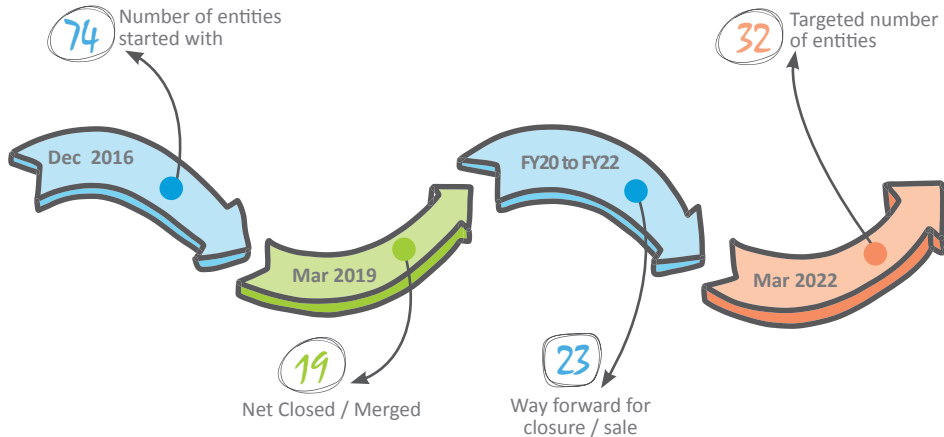 74
Number of entities
started with
Dec 2016
19
Net Closed / Merged
Mar 2019
FY20 to FY22
23
Way forward for
closure / sale
32
Targeted number
of entities
Mar 2022